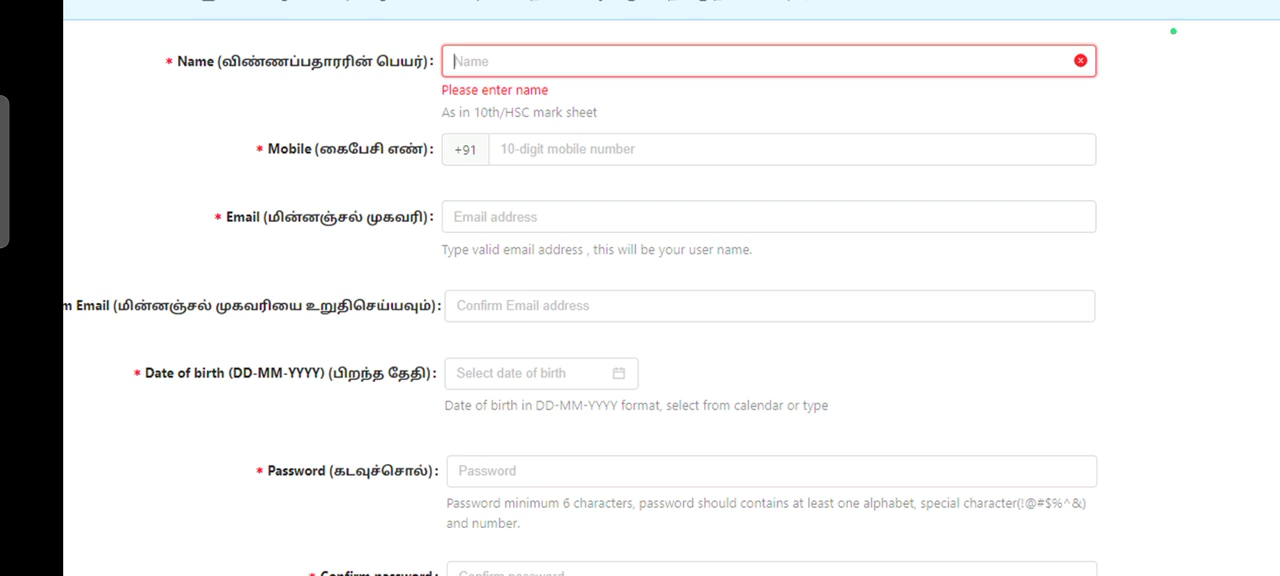 * Name (விண்ணப்பதாரரின் பெயர்): Name
Please enter name
As in 10th/HSC mark sheet
* Mobile (கைபேசி எண்): +91 10-digit mobile number
* Email (மின்னஞ்சல் முகவரி): Email address
Type valid email address , this will be your user name.
Email (மின்னஞ்சல் முகவரியை உறுதிசெய்யவும்): Confirm Email address
* Date of birth (DD-MM-YYYY) (பிறந்த தேதி): Select date of birth
Date of birth in DD-MM-YYYY format, select from calendar or type
* Password (கடவுச்சொல்): Password
Password minimum 6 characters, password should contains at least one alphabet, special character(!@#$%^&)
and number.
* Confirm password: Confirm password